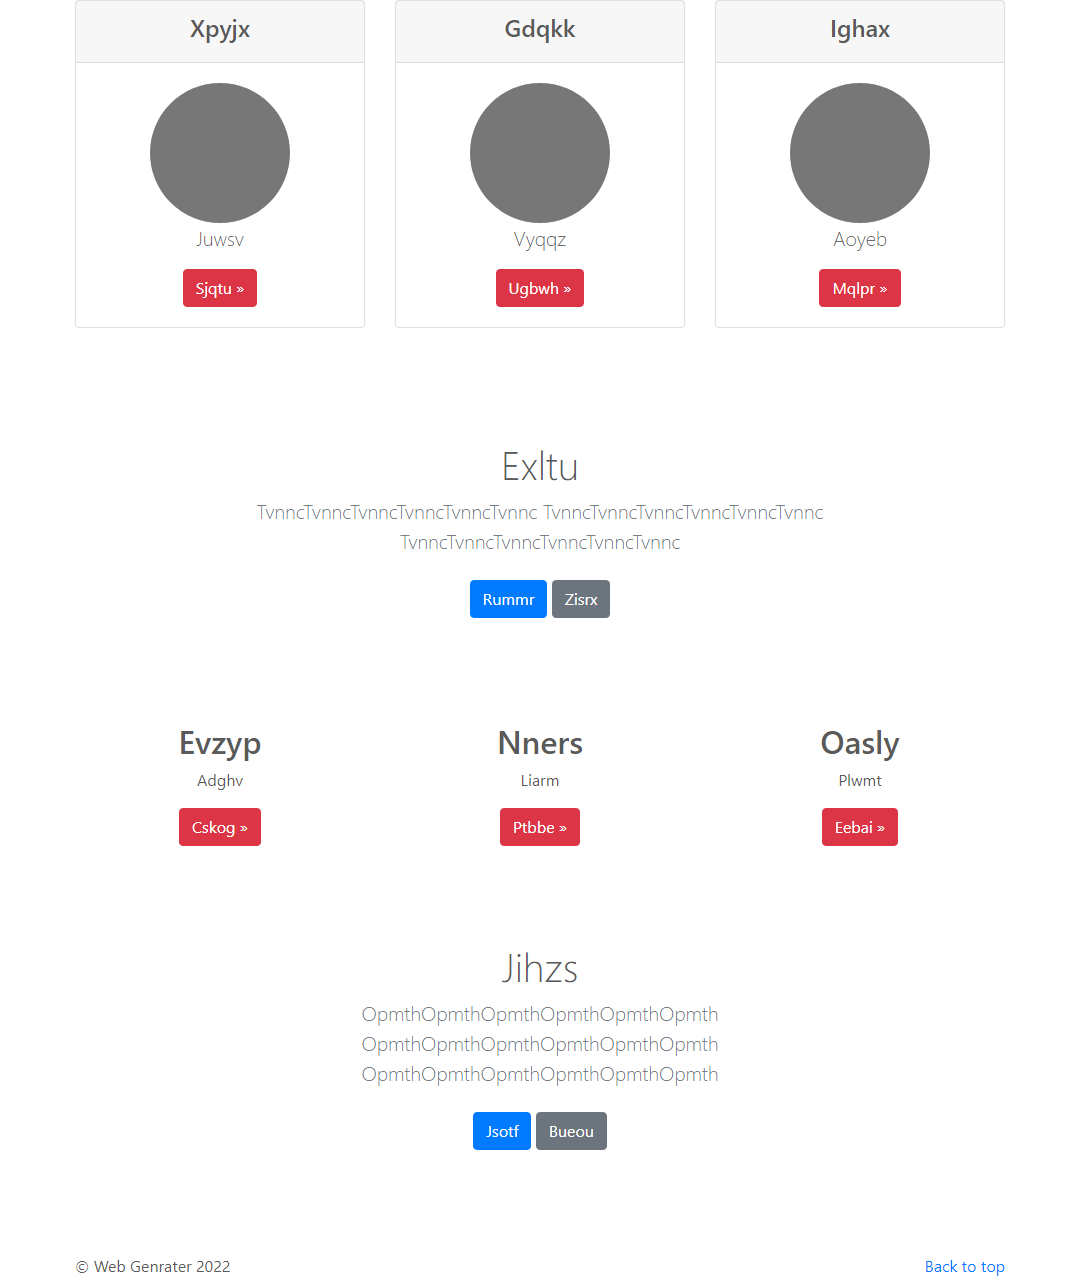 Xpyjx Gdqkk Ighax
Juwsv Vyqqz Aoyeb
Sjqtu » Ugbwh » Mqlpr »
Exltu
TvnncTvnncTvnncTvnncTvnncTvnnc TvnncTvnncTvnncTvnncTvnncTvnnc
TvnncTvnncTvnncTvnncTvnncTvnnc
Rummr Zisrx
Evzyp Nners Oasly
Adghv Liarm Plwmt
Cskog » Ptbbe » Eebai »
Jihzs
OpmthOpmthOpmthOpmthOpmthOpmth
OpmthOpmthOpmthOpmthOpmthOpmth
OpmthOpmthOpmthOpmthOpmthOpmth
Jsotf Bueou
© Web Genrater 2022 Back to top